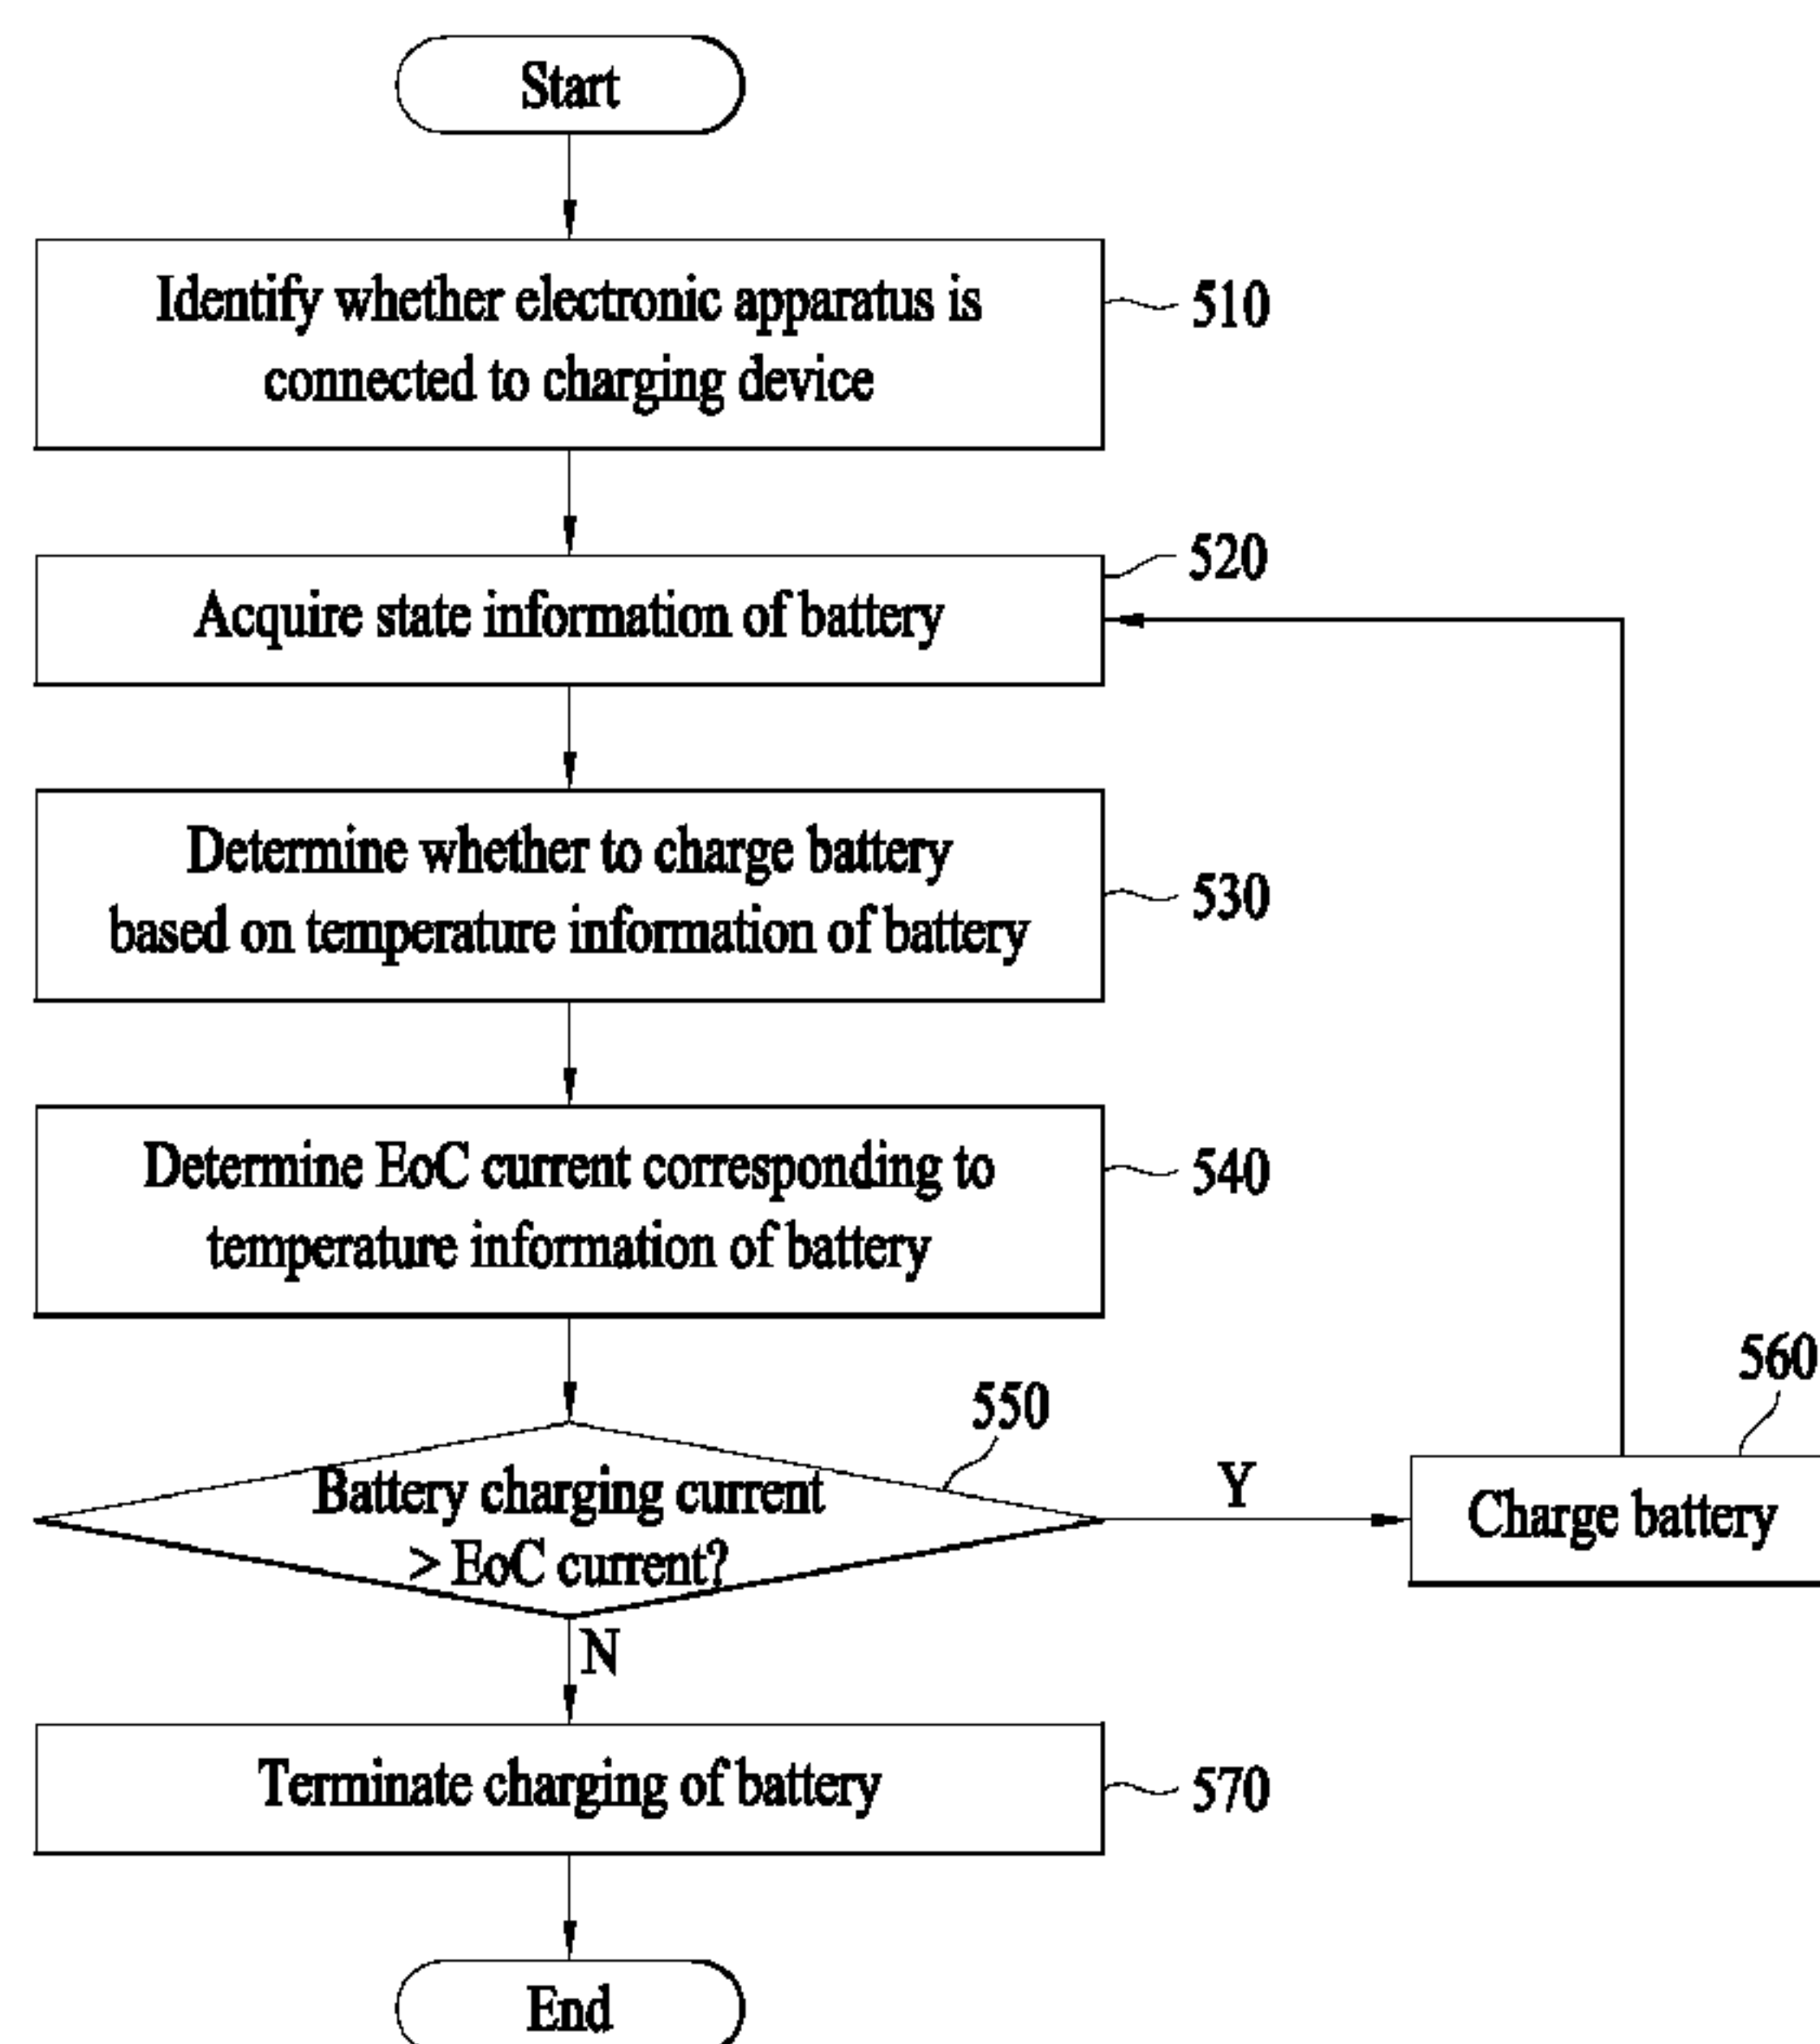 Start
Identify whether electronic apparatus is
connected to charging device
510
520
Acquire state information of battery
Determine whether to charge battery
based on temperature information of battery
530
Determine EoC current corresponding to
temperature information of battery
540
550
560
Battery charging current
> EoC current?
Y
Charge battery
N
Terminate charging of battery
570
End